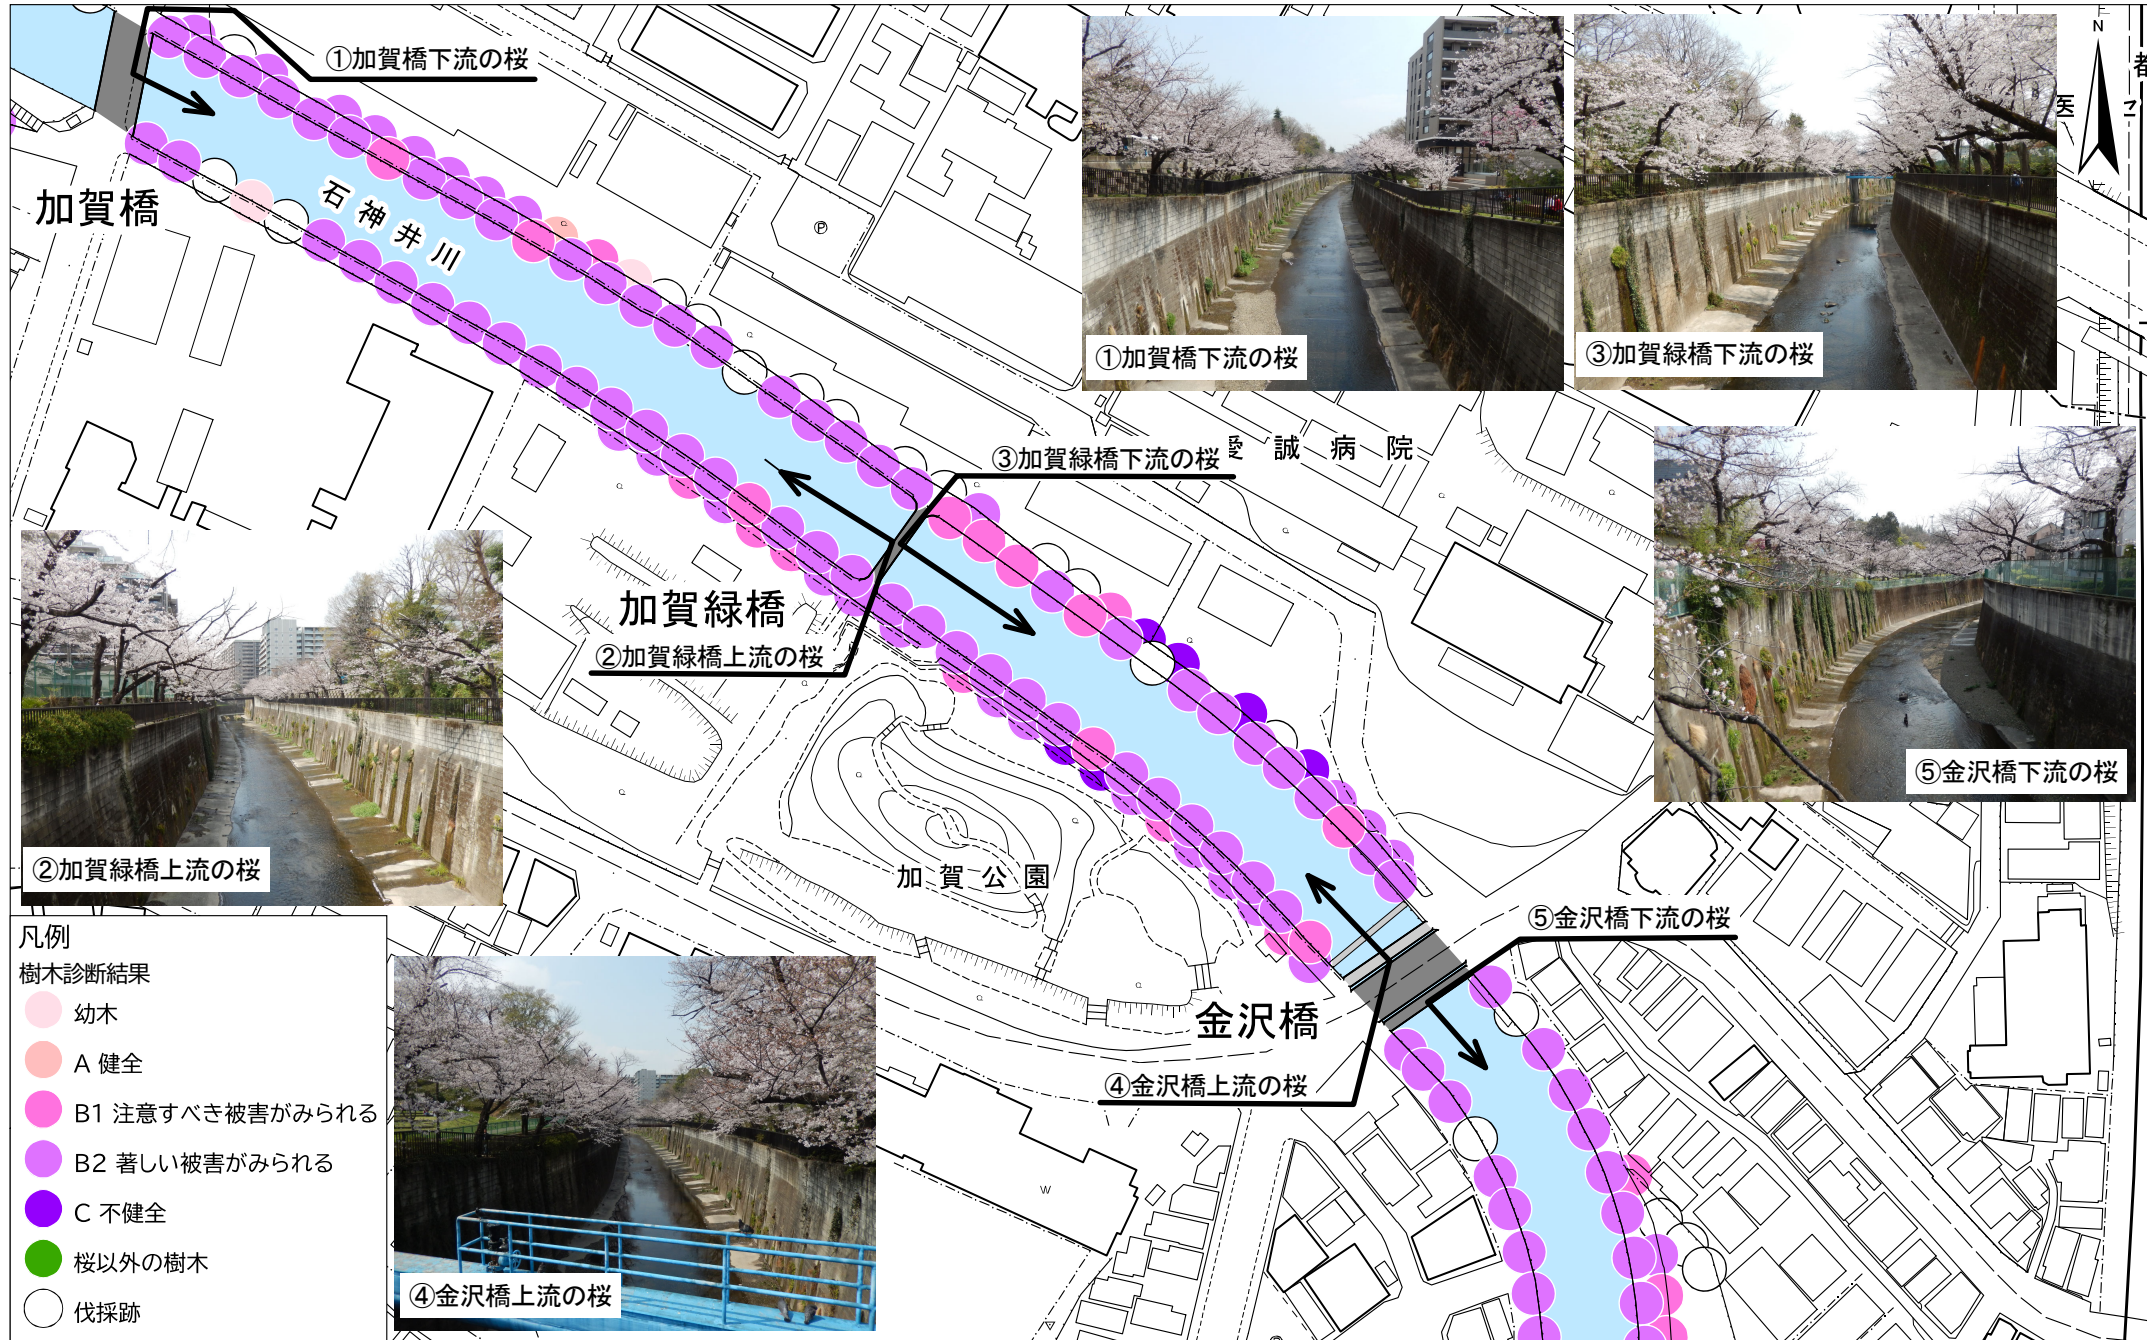 ①加賀橋下流の桜
加賀橋
石神井川
Ⓟ
①加賀橋下流の桜
③加賀緑橋下流の桜
N
都
医
③加賀緑橋下流の桜
愛誠病院
加賀緑橋
②加賀緑橋上流の桜
⑤金沢橋下流の桜
②加賀緑橋上流の桜
加賀公園
⑤金沢橋下流の桜
金沢橋
④金沢橋上流の桜
④金沢橋上流の桜
凡例
樹木診断結果
幼木
A 健全
B1 注意すべき被害がみられる
B2 著しい被害がみられる
C 不健全
桜以外の樹木
伐採跡